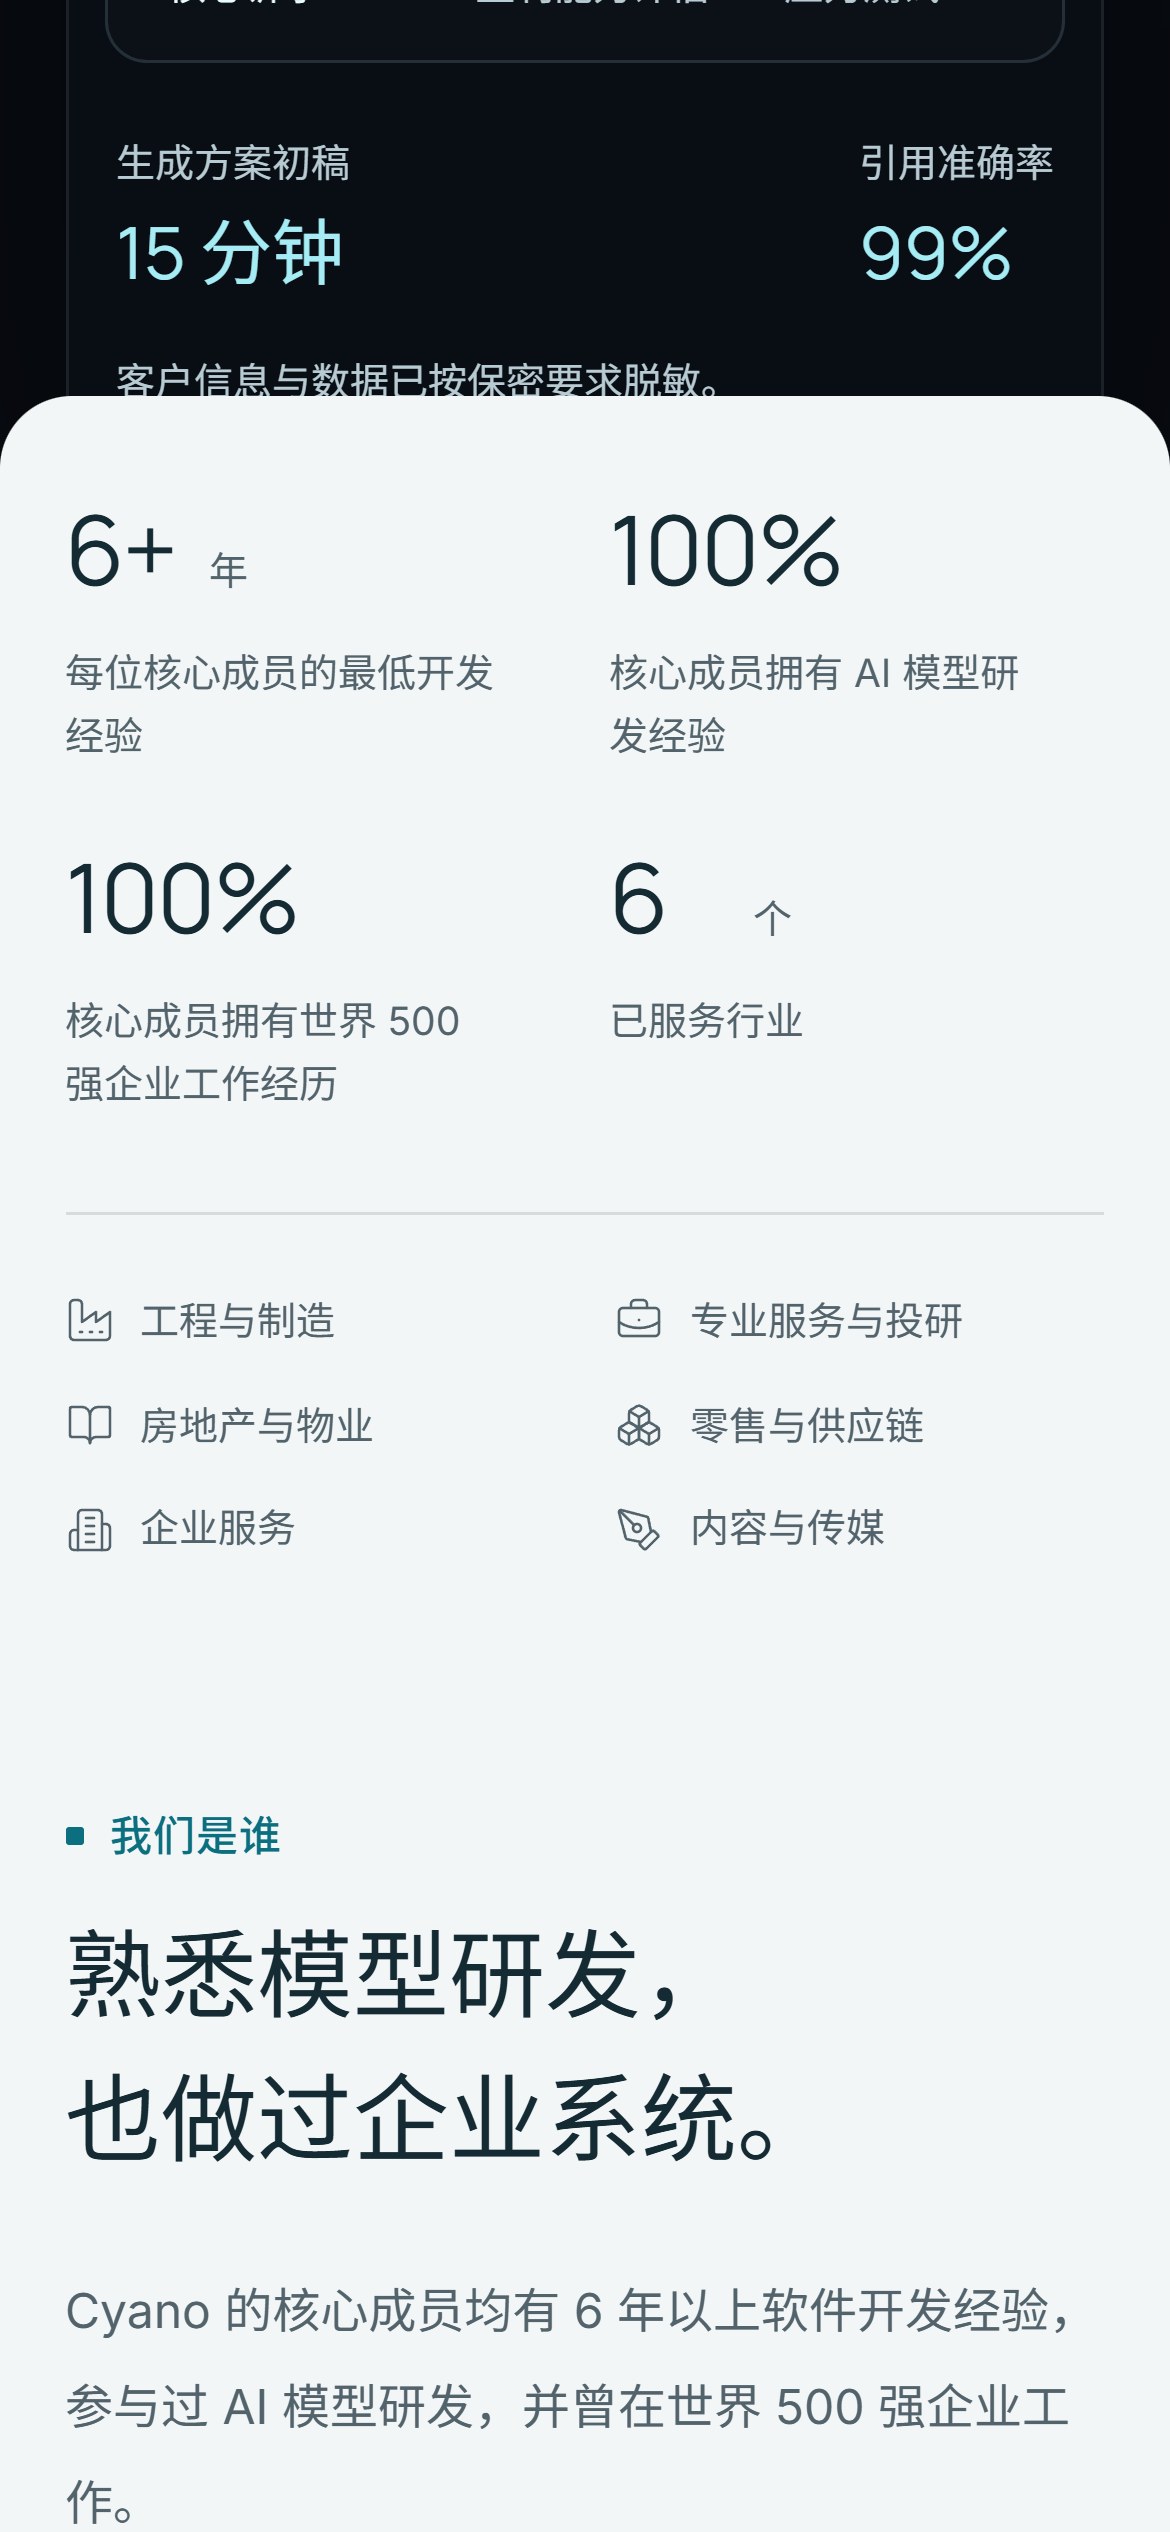 生成方案初稿
引用准确率
15 分钟
99%
客户信息与数据已按保密要求脱敏。
6+ 年
100%
每位核心成员的最低开发
经验
核心成员拥有 AI 模型研
发经验
100%
6 个
核心成员拥有世界 500
强企业工作经历
已服务行业
工程与制造
专业服务与投研
房地产与物业
零售与供应链
企业服务
内容与传媒
我们是谁
熟悉模型研发，
也做过企业系统。
Cyano 的核心成员均有 6 年以上软件开发经验，
参与过 AI 模型研发，并曾在世界 500 强企业工
作。